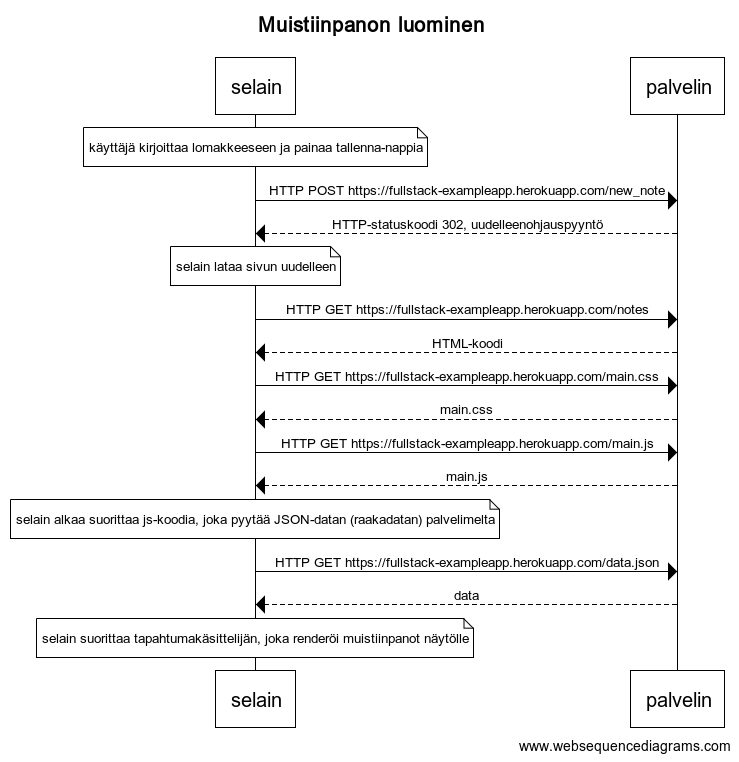 Muistiinpanon luominen
selain palvelin
käyttäjä kirjoittaa lomakkeeseen ja painaa tallenna-nappia
HTTP POST https://fullstack-exampleapp.herokuapp.com/new_note
HTTP-statuskoodi 302, uudelleenohjauspyyntö
selain lataa sivun uudelleen
HTTP GET https://fullstack-exampleapp.herokuapp.com/notes
HTML-koodi
HTTP GET https://fullstack-exampleapp.herokuapp.com/main.css
main.css
HTTP GET https://fullstack-exampleapp.herokuapp.com/main.js
main.js
selain alkaa suorittaa js-koodia, joka pyytää JSON-datan (raakadatan) palvelimelta
HTTP GET https://fullstack-exampleapp.herokuapp.com/data.json
data
selain suorittaa tapahtumakäsittelijän, joka renderöi muistiinpanot näytölle
selain palvelin
www.websequencediagrams.com